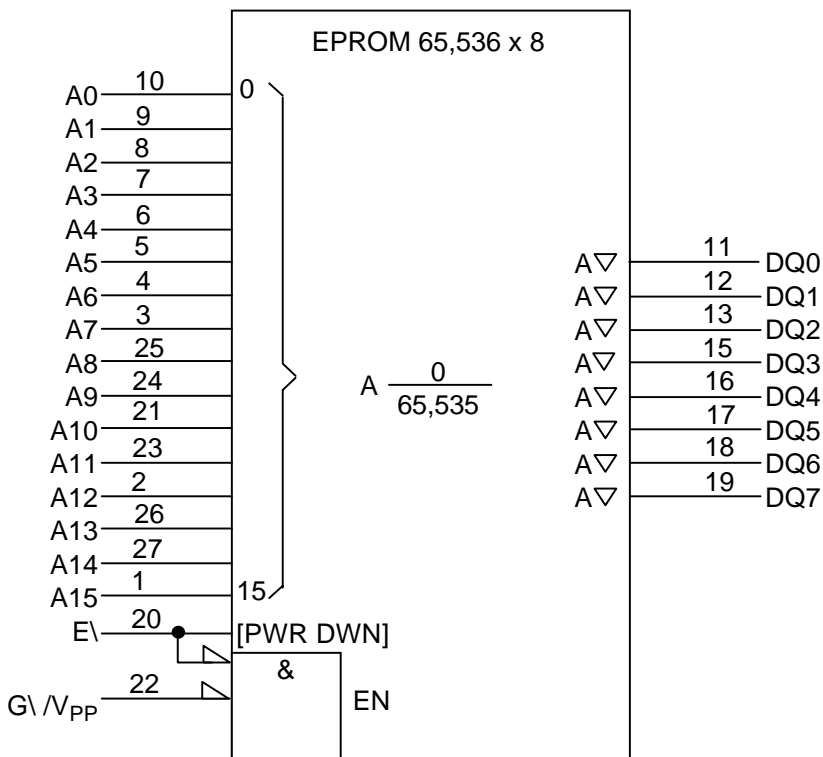 EPROM 65,536 x 8
A0 10 0
A1 9
A2 8
A3 7
A4 6
A5 5
A6 4
A7 3
A8 25
A9 24
A10 21
A11 23
A12 2
A13 26
A14 27
A15 1 15
E\ 20 [PWR DWN]
&
G\ /VPP 22 EN
A 0
65,535
A▽ 11 DQ0
A▽ 12 DQ1
A▽ 13 DQ2
A▽ 15 DQ3
A▽ 16 DQ4
A▽ 17 DQ5
A▽ 18 DQ6
A▽ 19 DQ7